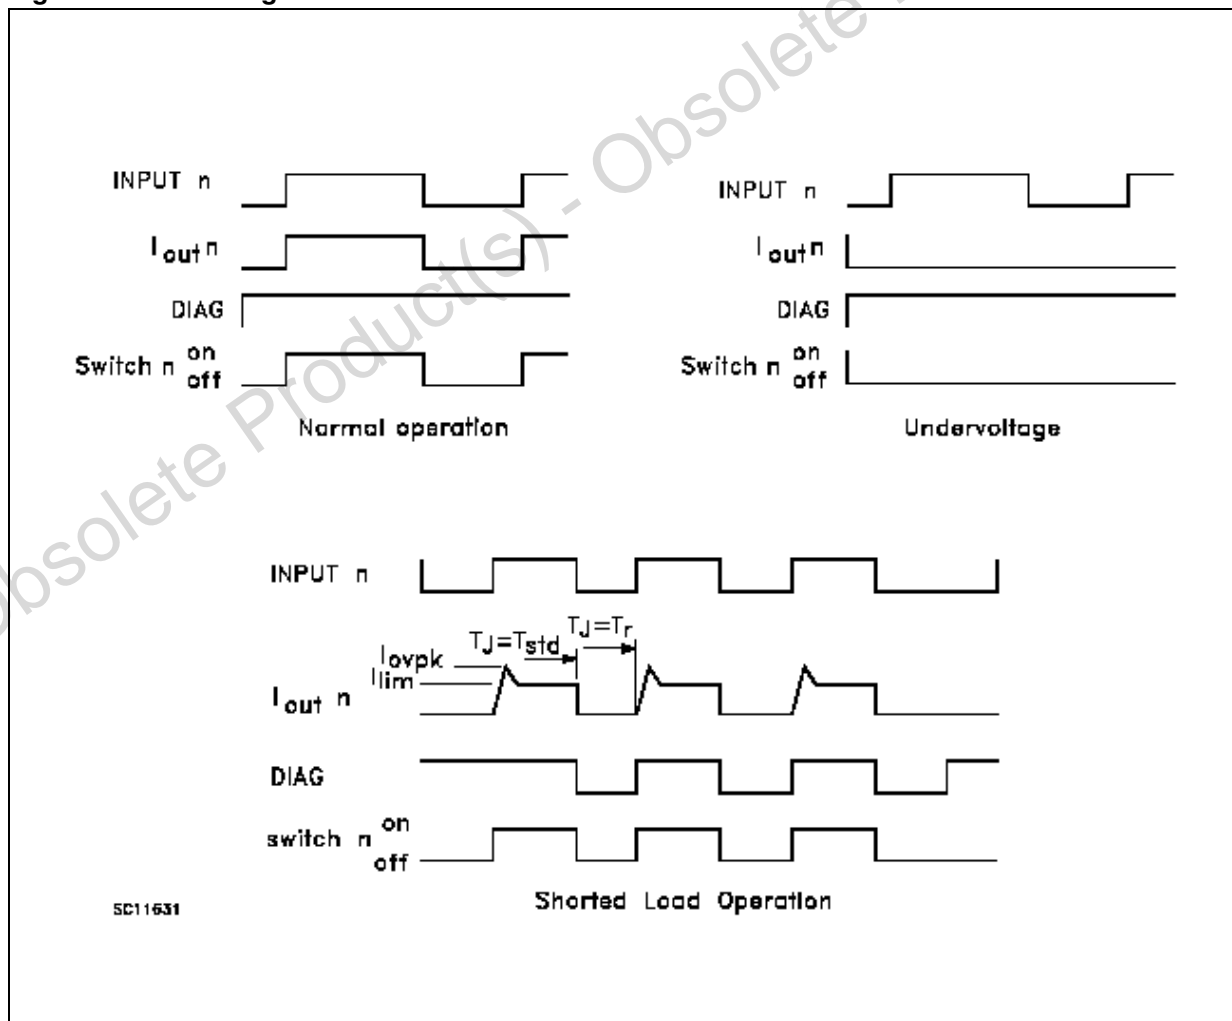 INPUT n
I out n
DIAG
Switch n on off
Normal operation
INPUT n
I out n
DIAG
Switch n on off
Undervoltage
INPUT n
TJ=Tstd TJ=Tr
Iovpk
Ilim
I out n
DIAG
switch n on off
Shorted Load Operation
SC11631
Obsolete Product(s) - Obsolete